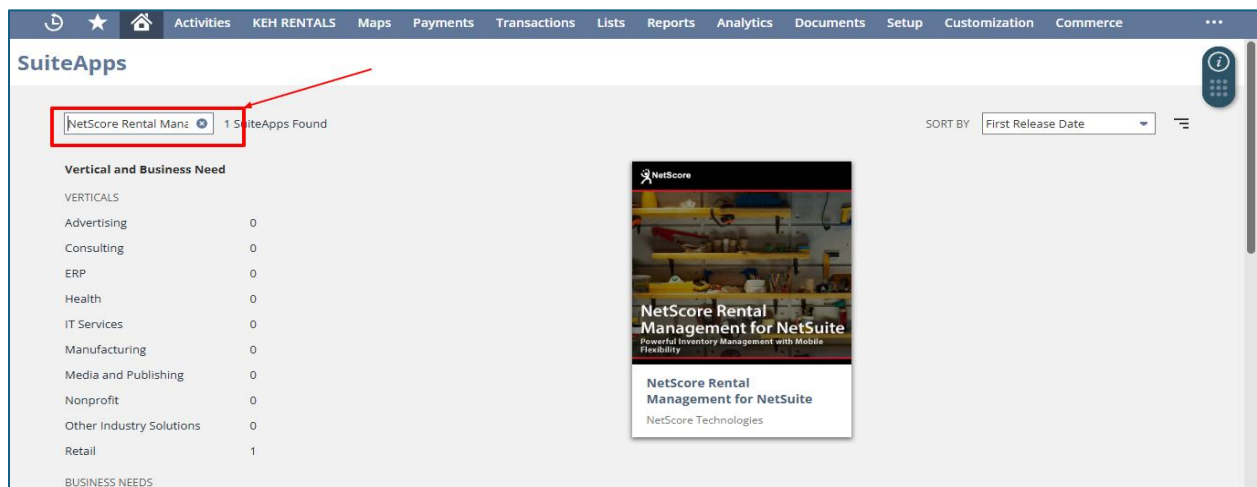 Activities KEH RENTALS Maps Payments Transactions Lists Reports Analytics Documents Setup Customization Commerce
SuiteApps
NetScore Rental Mana 1 SuiteApps Found
SORT BY First Release Date
Vertical and Business Need
VERTICALS
Advertising 0
Consulting 0
ERP 0
Health 0
IT Services 0
Manufacturing 0
Media and Publishing 0
Nonprofit 0
Other Industry Solutions 0
Retail 1
BUSINESS NEEDS
NetScore
NetScore Rental
Management for NetSuite
Powerful Inventory Management with Mobile
Flexibility
NetScore Rental
Management for NetSuite
NetScore Technologies